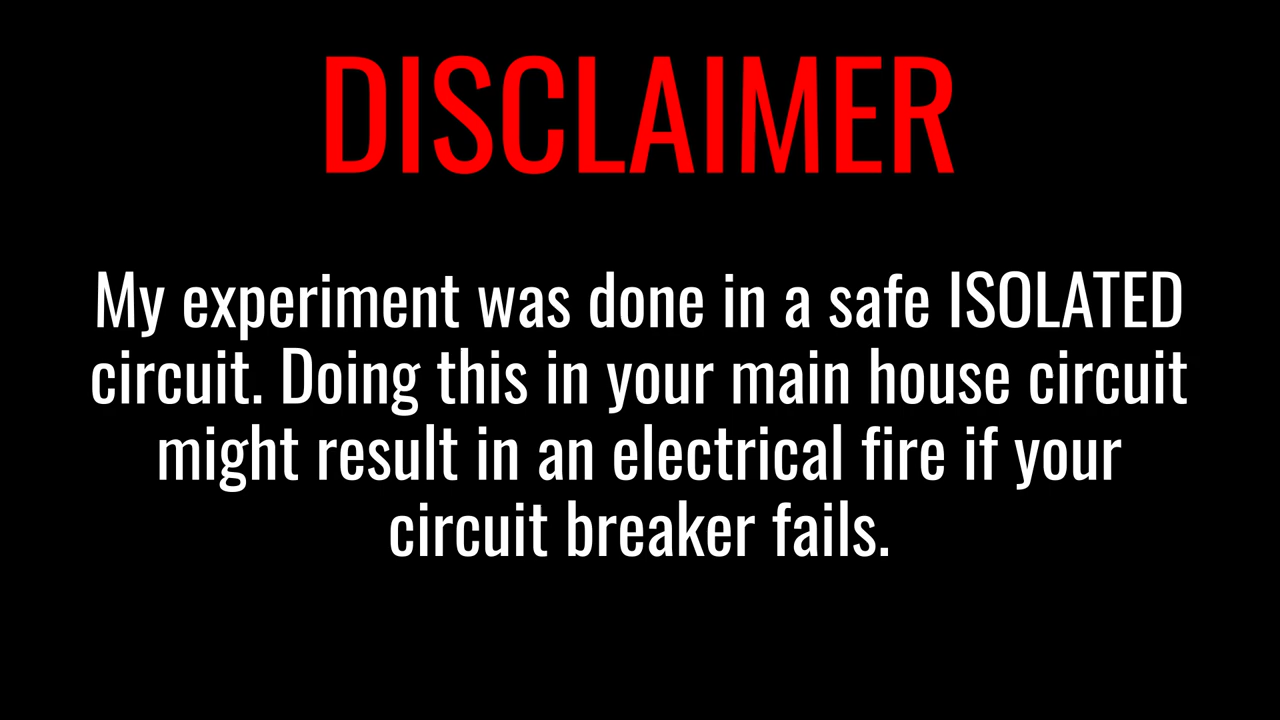 DISCLAIMER
My experiment was done in a safe ISOLATED
circuit. Doing this in your main house circuit
might result in an electrical fire if your
circuit breaker fails.